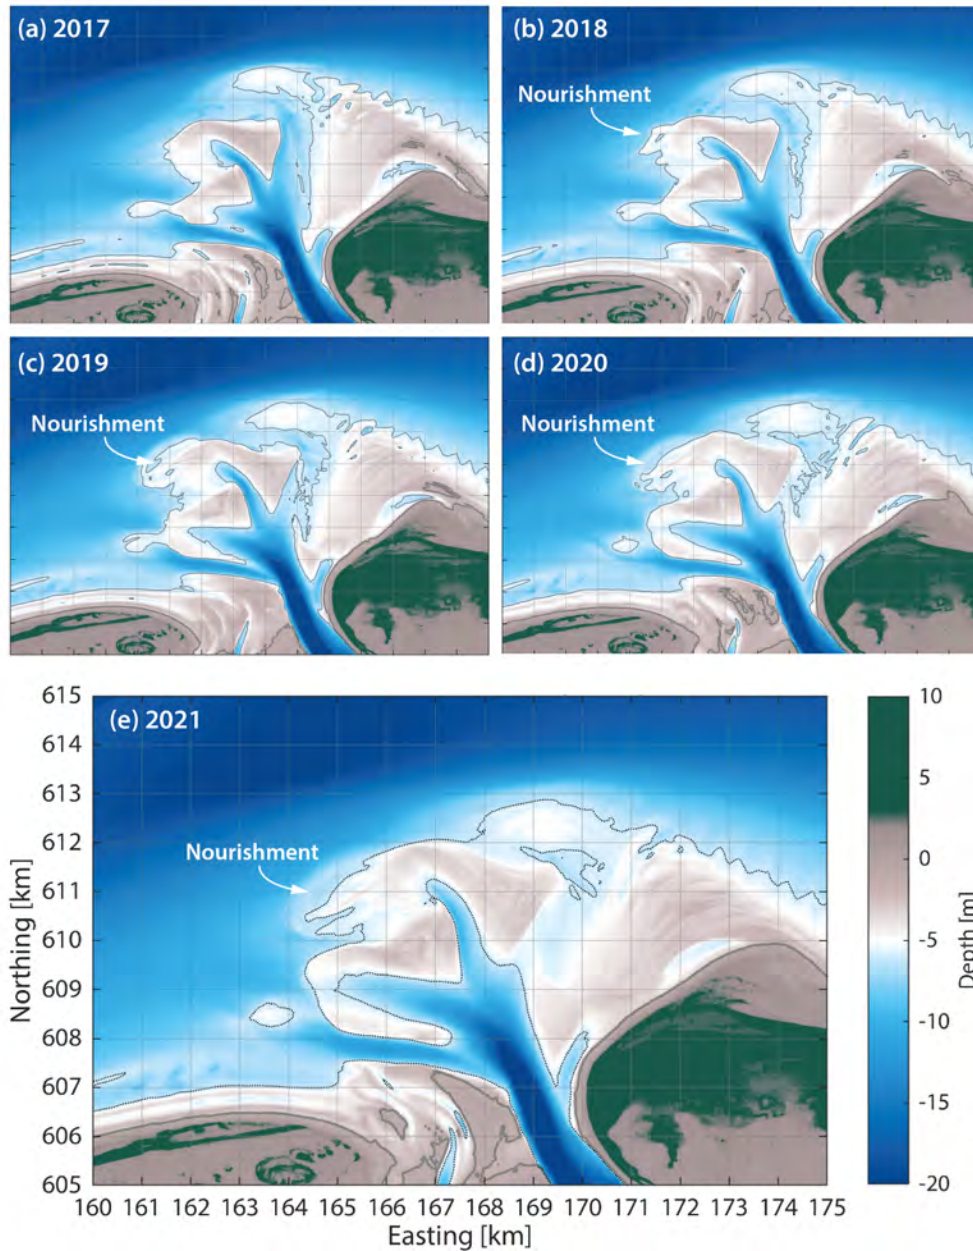 (a) 2017
(b) 2018
Nourishment
(c) 2019
Nourishment
(d) 2020
Nourishment
(e) 2021
Nourishment
615
614
613
612
611
610
609
608
607
606
605
Northing [km]
160 161 162 163 164 165 166 167 168 169 170 171 172 173 174 175
Easting [km]
10
5
0
-5
-10
-15
-20
Depth [m]